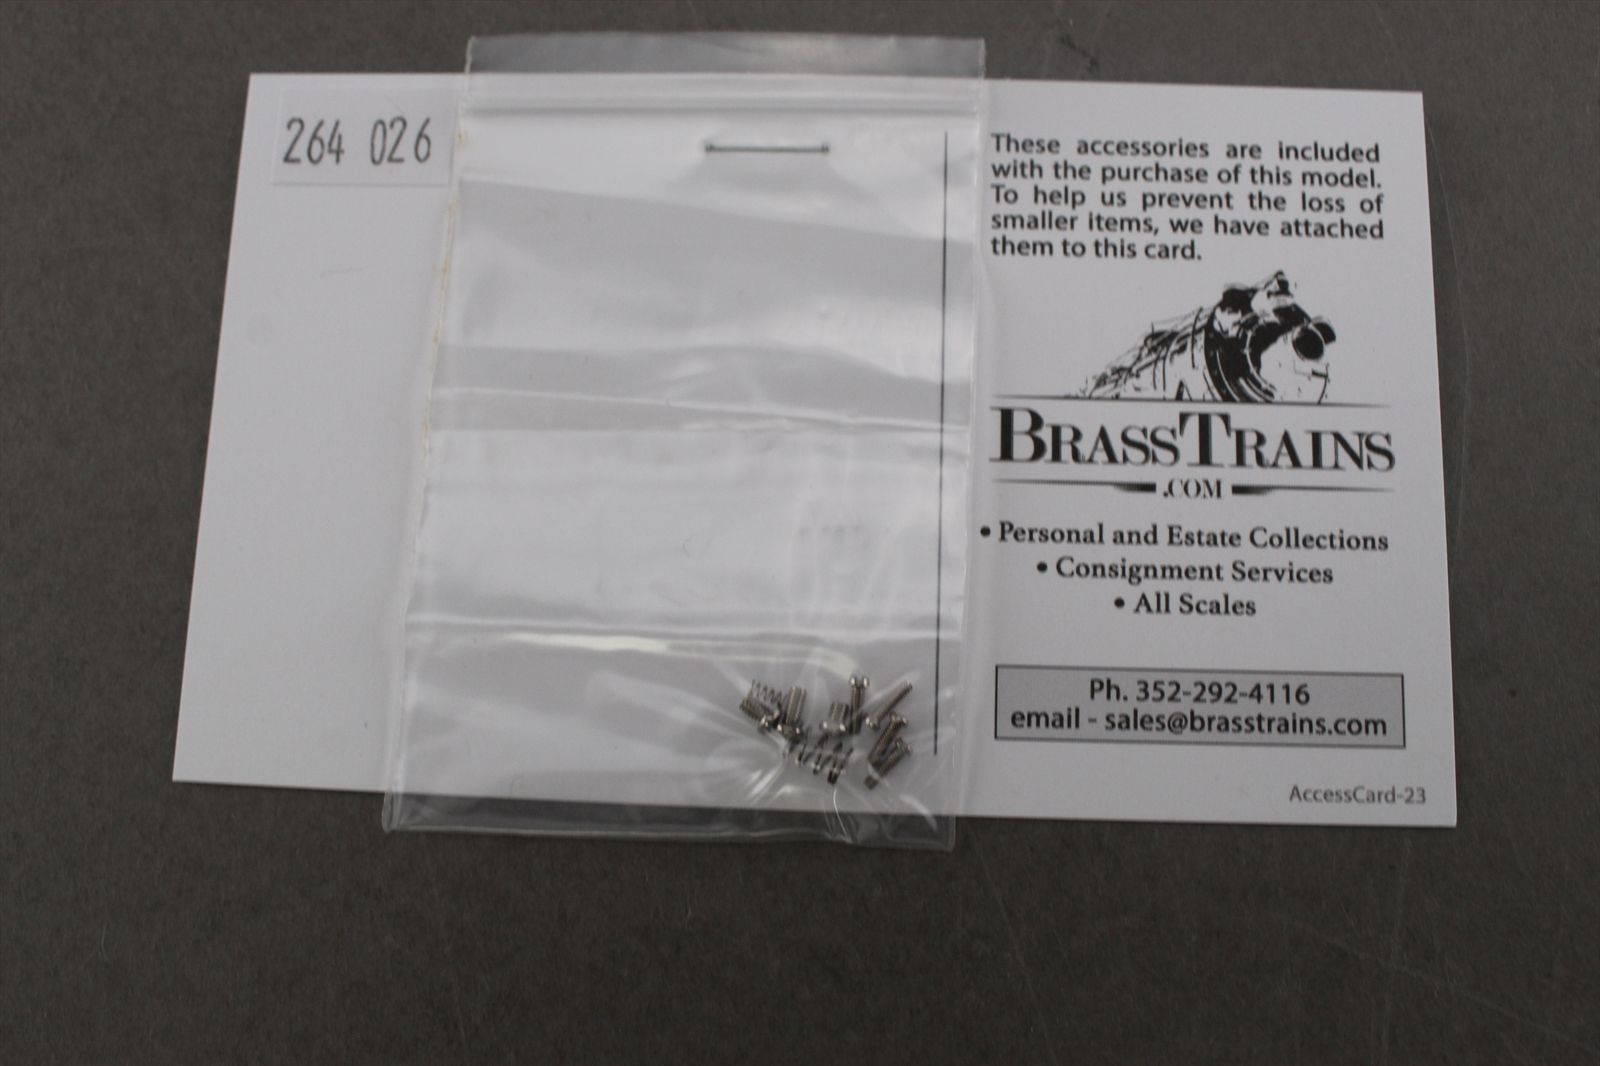 264 026
These accessories are included
with the purchase of this model.
To help us prevent the loss of
smaller items, we have attached
them to this card.
BRASSTRAINS
.COM
• Personal and Estate Collections
• Consignment Services
• All Scales
Ph. 352-292-4116
email - sales@brasstrains.com
AccessCard-23